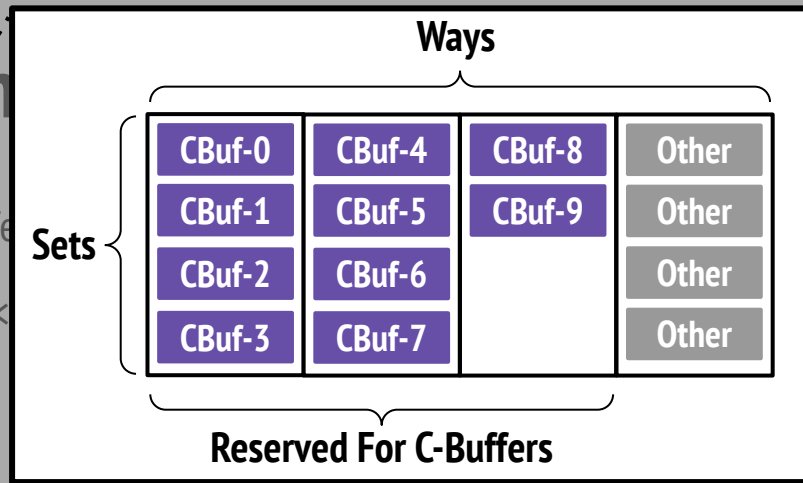 Ways
CBuf-0 CBuf-4 CBuf-8 Other
CBuf-1 CBuf-5 CBuf-9 Other
Sets
CBuf-2 CBuf-6 Other
CBuf-3 CBuf-7 Other
Reserved For C-Buffers